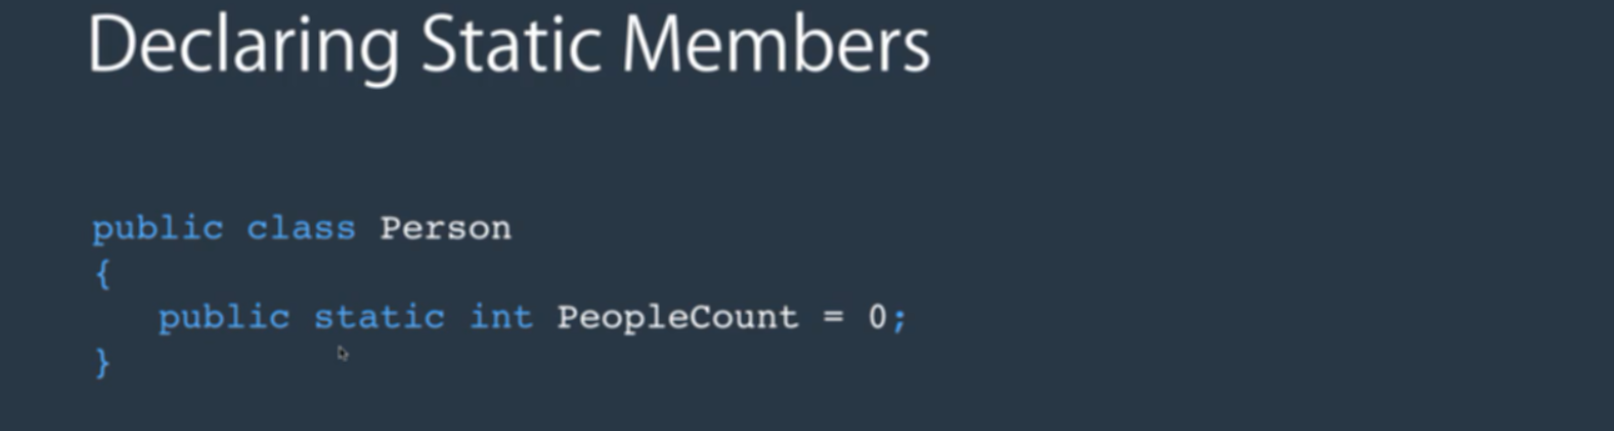 Declaring Static Members
public class Person
{
public static int PeopleCount = 0;
}